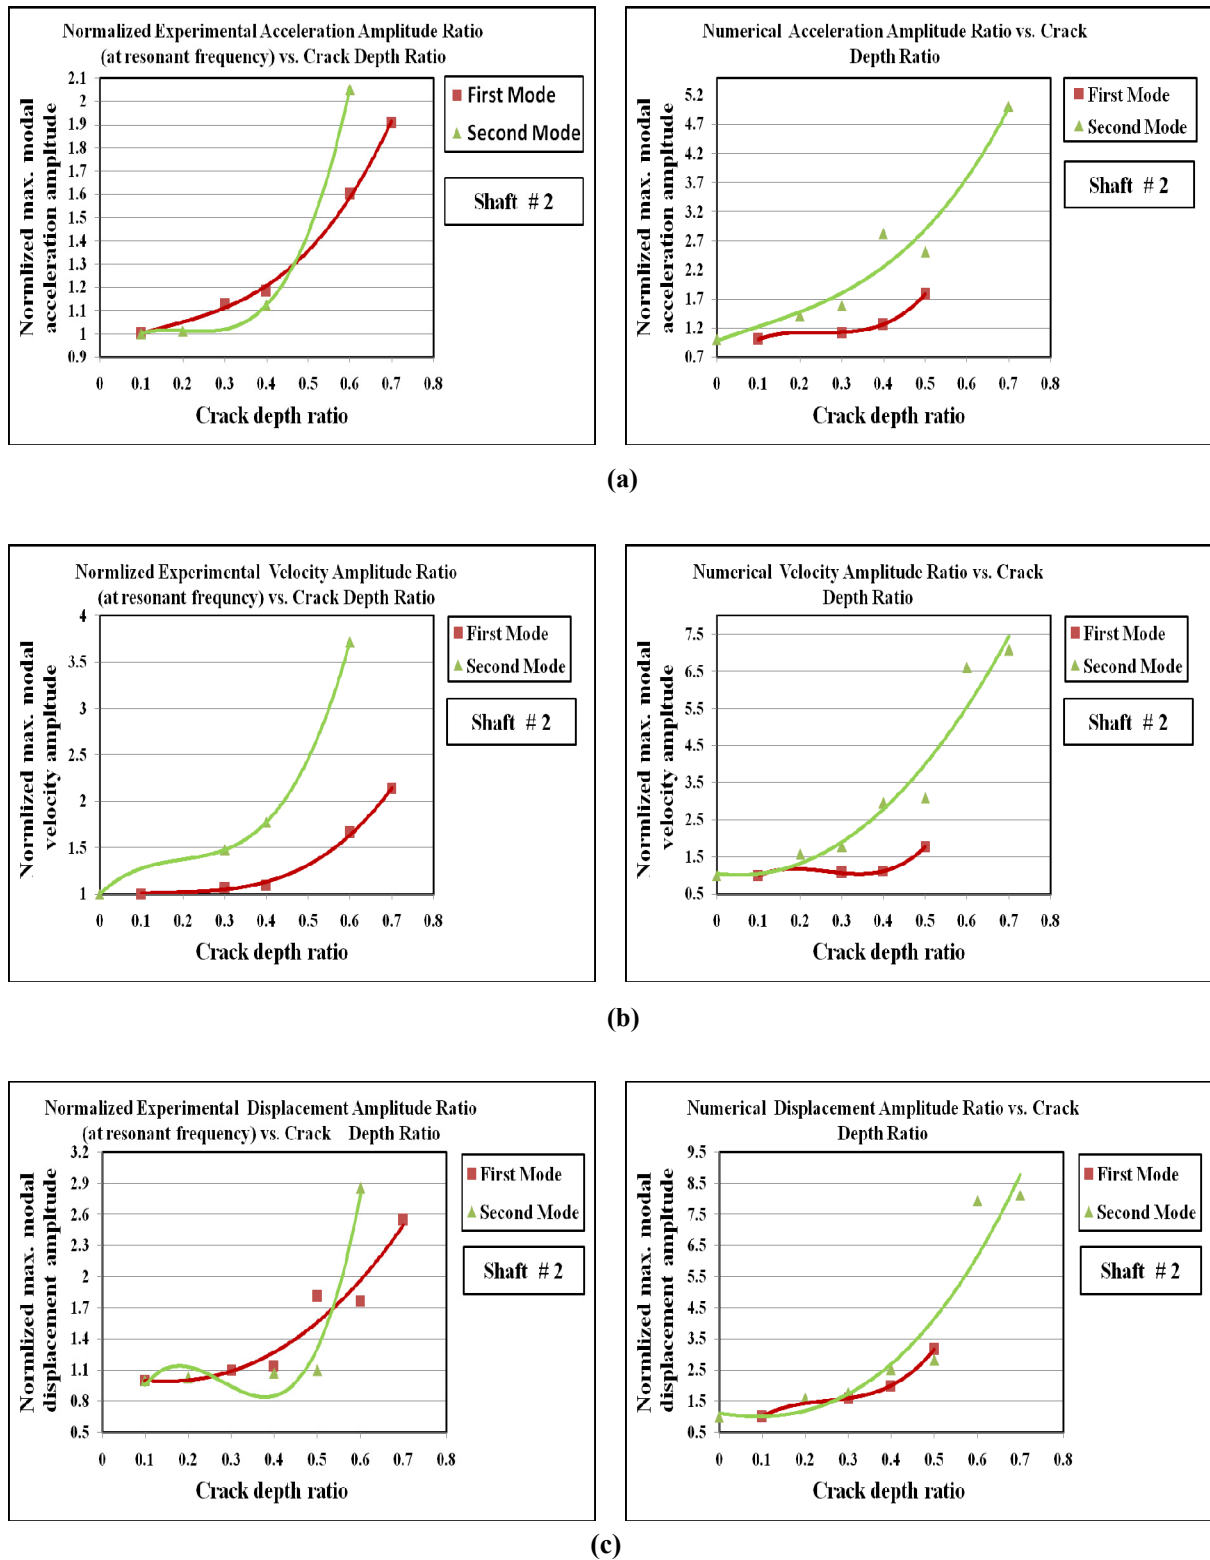 Normalized Experimental Acceleration Amplitude Ratio
(at resonant frequency) vs. Crack Depth Ratio
Normlized max. modal
acceleration ampltude
2.1
2
1.9
1.8
1.7
1.6
1.5
1.4
1.3
1.2
1.1
1
0.9
0 0.1 0.2 0.3 0.4 0.5 0.6 0.7 0.8
Crack depth ratio
First Mode
Second Mode
Shaft # 2
Numerical Acceleration Amplitude Ratio vs. Crack
Depth Ratio
Normlized max. modal
acceleration ampltude
5.2
4.7
4.2
3.7
3.2
2.7
2.2
1.7
1.2
0.7
0 0.1 0.2 0.3 0.4 0.5 0.6 0.7 0.8
Crack depth ratio
First Mode
Second Mode
Shaft # 2
(a)
Normlized Experimental Velocity Amplitude Ratio
(at resonant frequncy) vs. Crack Depth Ratio
Normlized max. modal
velocity ampltude
4
3.5
3
2.5
2
1.5
1
0 0.1 0.2 0.3 0.4 0.5 0.6 0.7 0.8
Crack depth ratio
First Mode
Second Mode
Shaft # 2
Numerical Velocity Amplitude Ratio vs. Crack
Depth Ratio
Normlized max. modal
velocity ampltude
7.5
6.5
5.5
4.5
3.5
2.5
1.5
0.5
0 0.1 0.2 0.3 0.4 0.5 0.6 0.7 0.8
Crack depth ratio
First Mode
Second Mode
Shaft # 2
(b)
Normalized Experimental Displacement Amplitude Ratio
(at resonant frequency) vs. Crack Depth Ratio
Normlized max. modal
displacement ampltude
3.2
2.9
2.6
2.3
2
1.7
1.4
1.1
0.8
0.5
0 0.1 0.2 0.3 0.4 0.5 0.6 0.7 0.8
Crack depth ratio
First Mode
Second Mode
Shaft # 2
Numerical Displacement Amplitude Ratio vs. Crack
Depth Ratio
Normlized max. modal
displacement ampltude
9.5
8.5
7.5
6.5
5.5
4.5
3.5
2.5
1.5
0.5
0 0.1 0.2 0.3 0.4 0.5 0.6 0.7 0.8
Crack depth ratio
First Mode
Second Mode
Shaft # 2
(c)